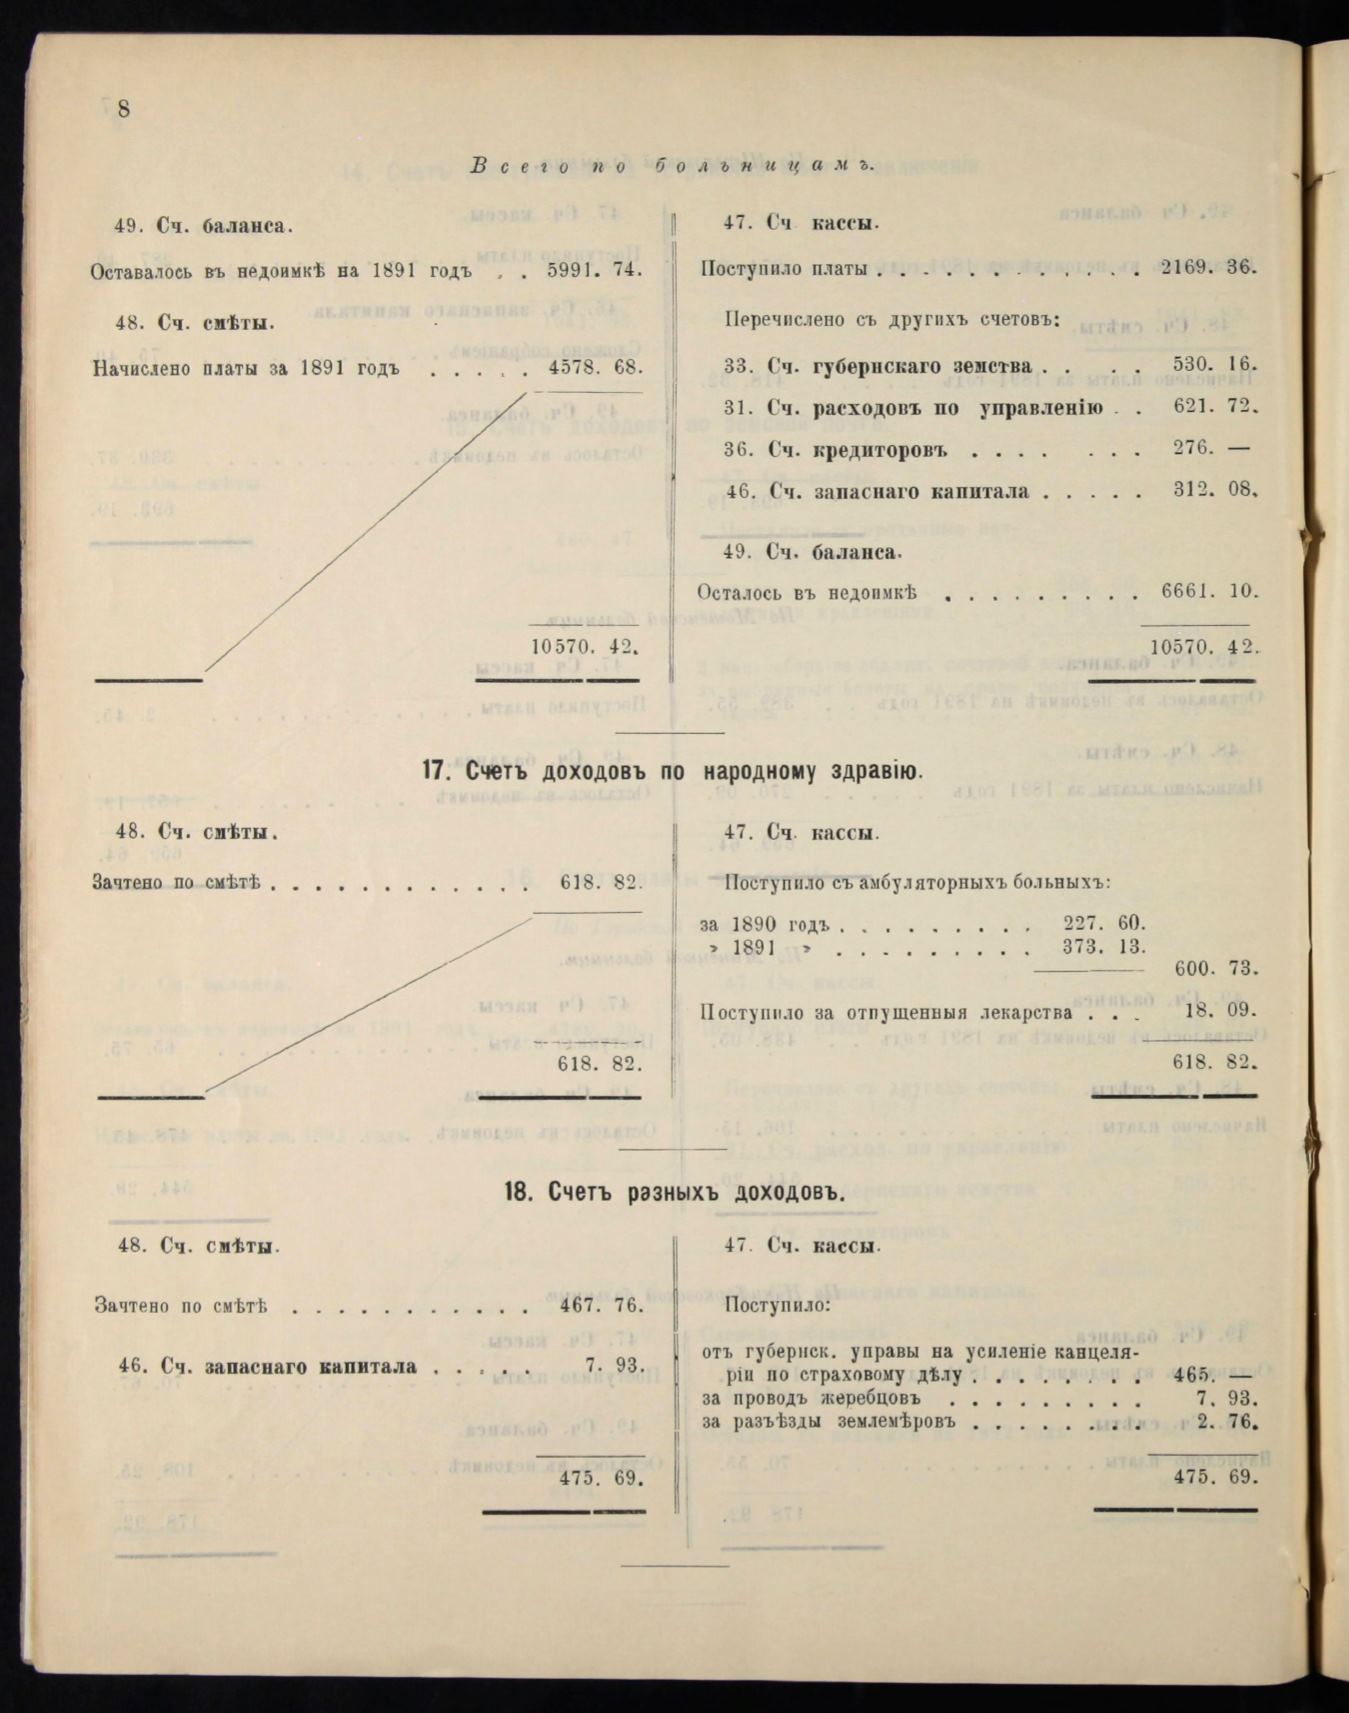 8
Всего по больницамъ.
49. Сч. баланса.
Оставалось въ недоимкѣ на 1891 годъ . . 5991. 74.
48. Сч. смѣты.
Начислено платы за 1891 годъ . . . . . 4578. 68.
10570. 42.
47. Сч кассы.
Поступило платы . . . . . . . . . . . . 2169. 36.
Перечислено съ другихъ счетовъ:
33. Сч. губернскаго земства . . . . 530. 16.
31. Сч. расходовъ по управленію . . 621. 72.
36. Сч. кредиторовъ . . . . . . . 276. —
46. Сч. запаснаго капитала . . . . . 312. 08.
49. Сч. баланса.
Осталось въ недоимкѣ . . . . . . . . . 6661. 10.
10570. 42.
17. Счетъ доходовъ по народному здравію.
48. Сч. смѣты.
Зачтено по смѣтѣ . . . . . . . . . . . . 618. 82.
618. 82.
47. Сч. кассы.
Поступило съ амбуляторныхъ больныхъ:
за 1890 годъ . . . . . . . . . 227. 60.
» 1891 » . . . . . . . . . 373. 13.
600. 73.
Поступило за отпущенныя лекарства . . . 18. 09.
618. 82.
18. Счетъ разныхъ доходовъ.
48. Сч. смѣты.
Зачтено по смѣтѣ . . . . . . . . . . . 467. 76.
46. Сч. запаснаго капитала . . . . . 7. 93.
475. 69.
47. Сч. кассы.
Поступило:
отъ губернск. управы на усиленіе канцеля-
ріи по страховому дѣлу . . . . . . . . 465. —
за проводъ жеребцовъ . . . . . . . . . 7. 93.
за разъѣзды землемѣровъ . . . . . . . . 2. 76.
475. 69.